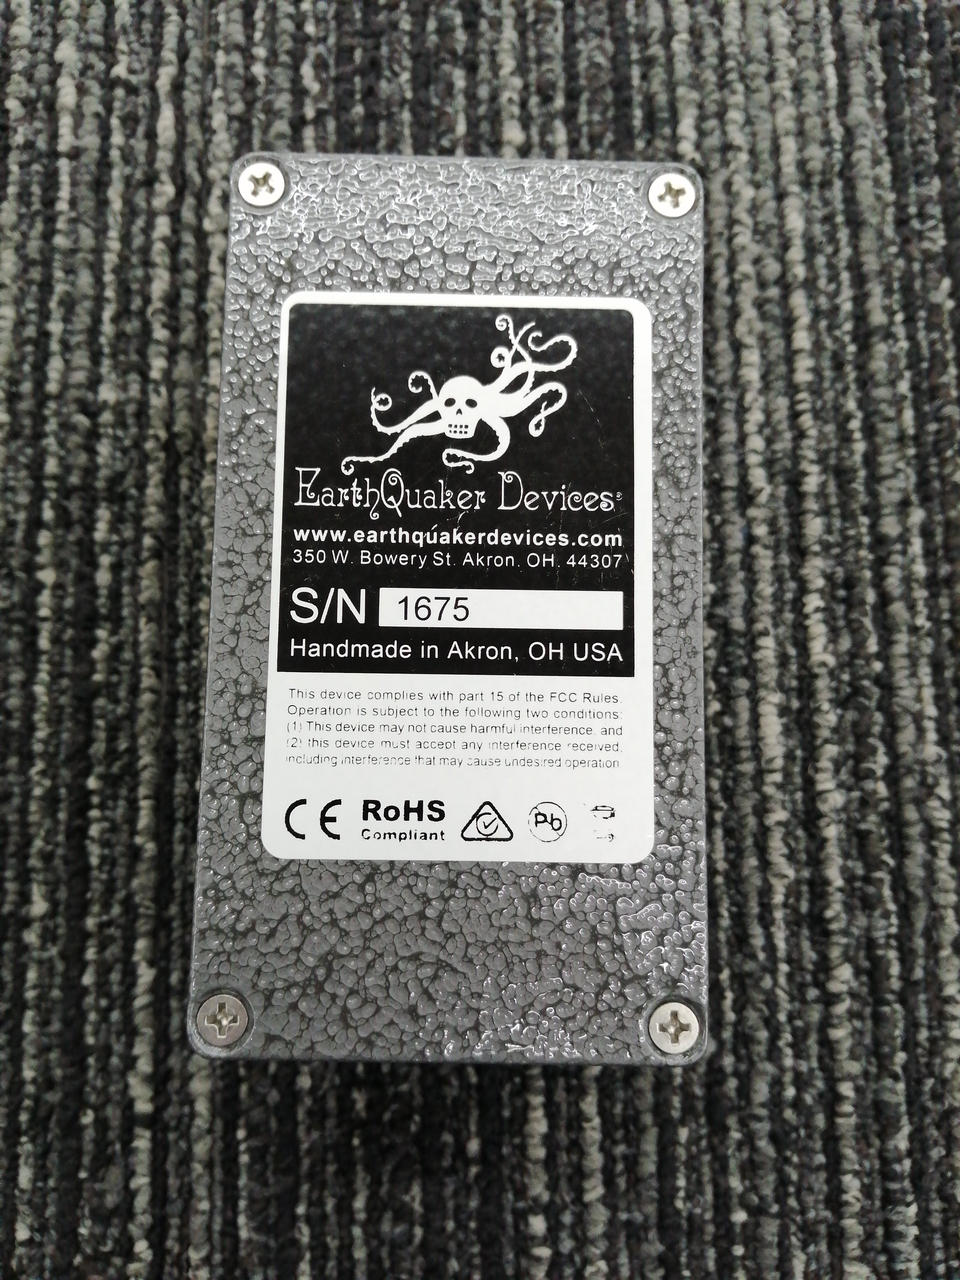 EarthQuaker Devices
www.earthquakerdevices.com
350 W. Bowery St. Akron, OH. 44307
S/N 1675
Handmade in Akron, OH USA
This device complies with part 15 of the FCC Rules.
Operation is subject to the following two conditions:
(1) This device may not cause harmful interference, and
(2) this device must accept any interference received,
including interference that may cause undesired operation.
CE RoHS Compliant Pb